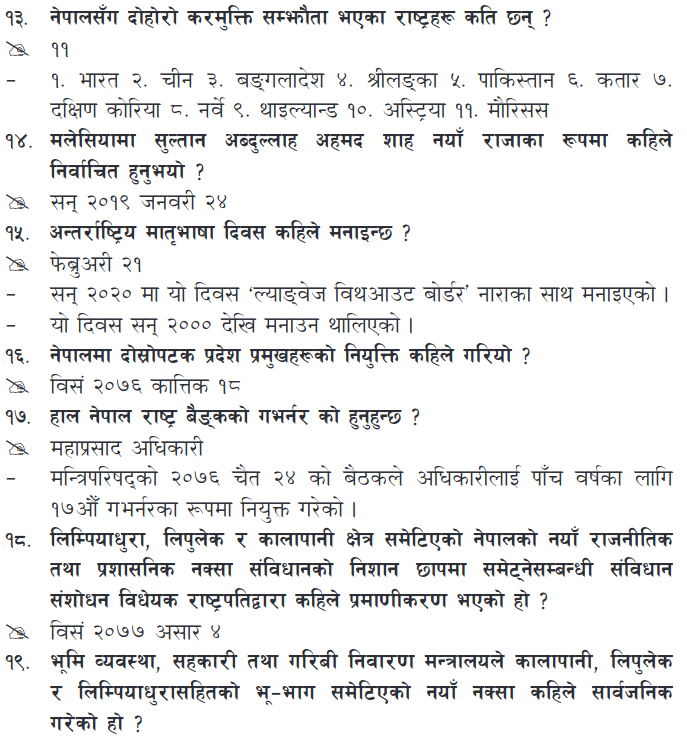 १३. नेपालसँग दोहोरो करमुक्ति सम्झौता भएका राष्ट्रहरू कति छन् ?
११
– १. भारत २. चीन ३. बङ्गलादेश ४. श्रीलङ्का ५. पाकिस्तान ६. कतार ७.
दक्षिण कोरिया ८. नर्वे ९. थाइल्यान्ड १०. अस्ट्रिया ११. मौरिसस
१४. मलेसियामा सुल्तान अब्दुल्लाह अहमद शाह नयाँ राजाका रूपमा कहिले
निर्वाचित हुनुभयो ?
सन् २०१९ जनवरी २४
१५. अन्तर्राष्ट्रिय मातृभाषा दिवस कहिले मनाइन्छ ?
फेब्रुअरी २१
– सन् २०२० मा यो दिवस ‘ल्याङ्वेज विथआउट बोर्डर’ नाराका साथ मनाइएको ।
– यो दिवस सन् २००० देखि मनाउन थालिएको ।
१६. नेपालमा दोस्रोपटक प्रदेश प्रमुखहरूको नियुक्ति कहिले गरियो ?
विसं २०७६ कात्तिक १८
१७. हाल नेपाल राष्ट्र बैङ्कको गभर्नर को हुनुहुन्छ ?
महाप्रसाद अधिकारी
– मन्त्रिपरिषद्को २०७६ चैत २४ को बैठकले अधिकारीलाई पाँच वर्षका लागि
१७औँ गभर्नरका रूपमा नियुक्त गरेको ।
१८. लिम्पियाधुरा, लिपुलेक र कालापानी क्षेत्र समेटिएको नेपालको नयाँ राजनीतिक
तथा प्रशासनिक नक्सा संविधानको निशान छापमा समेट्नेसम्बन्धी संविधान
संशोधन विधेयक राष्ट्रपतिद्वारा कहिले प्रमाणीकरण भएको हो ?
विसं २०७७ असार ४
१९. भूमि व्यवस्था, सहकारी तथा गरिबी निवारण मन्त्रालयले कालापानी, लिपुलेक
र लिम्पियाधुरासहितको भू–भाग समेटिएको नयाँ नक्सा कहिले सार्वजनिक
गरेको हो ?